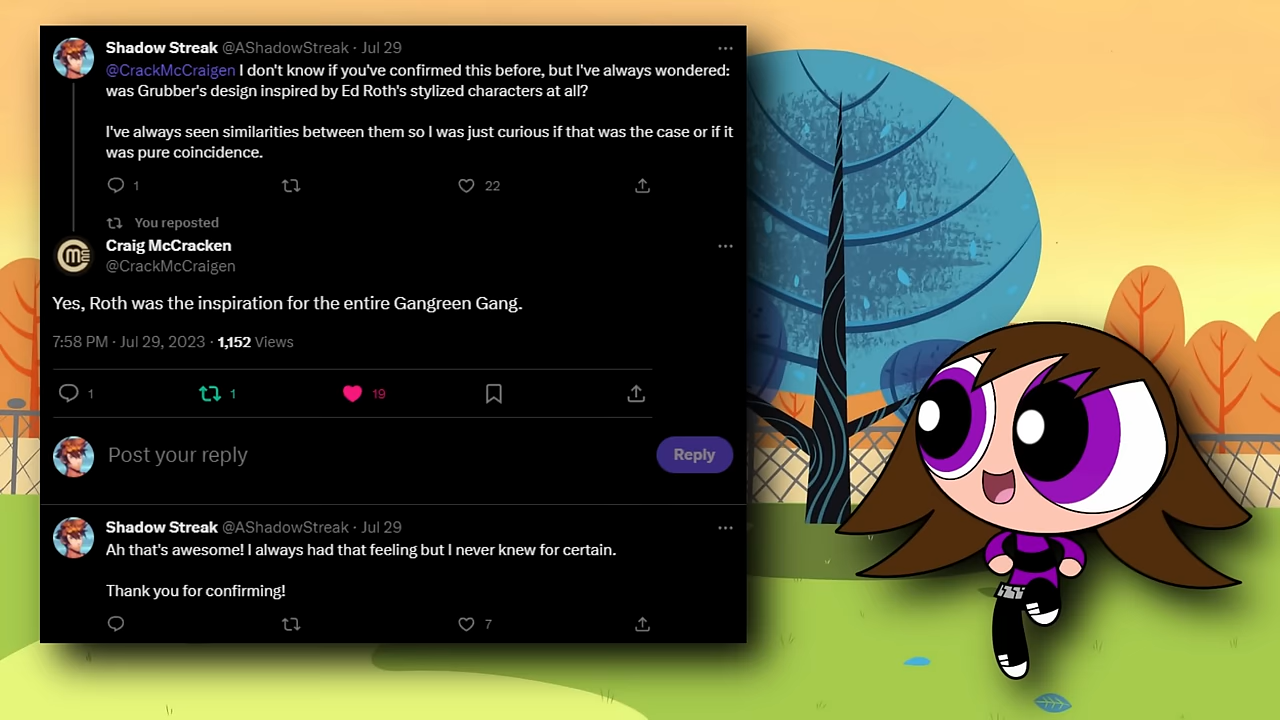 Shadow Streak @AShadowStreak · Jul 29
@CrackMcCraigen I don't know if you've confirmed this before, but I've always wondered:
was Grubber's design inspired by Ed Roth's stylized characters at all?
I've always seen similarities between them so I was just curious if that was the case or if it
was pure coincidence.
1 22
You reposted
Craig McCracken
@CrackMcCraigen
Yes, Roth was the inspiration for the entire Gangreen Gang.
7:58 PM · Jul 29, 2023 · 1,152 Views
1 1 19
Post your reply
Reply
Shadow Streak @AShadowStreak · Jul 29
Ah that's awesome! I always had that feeling but I never knew for certain.
Thank you for confirming!
7